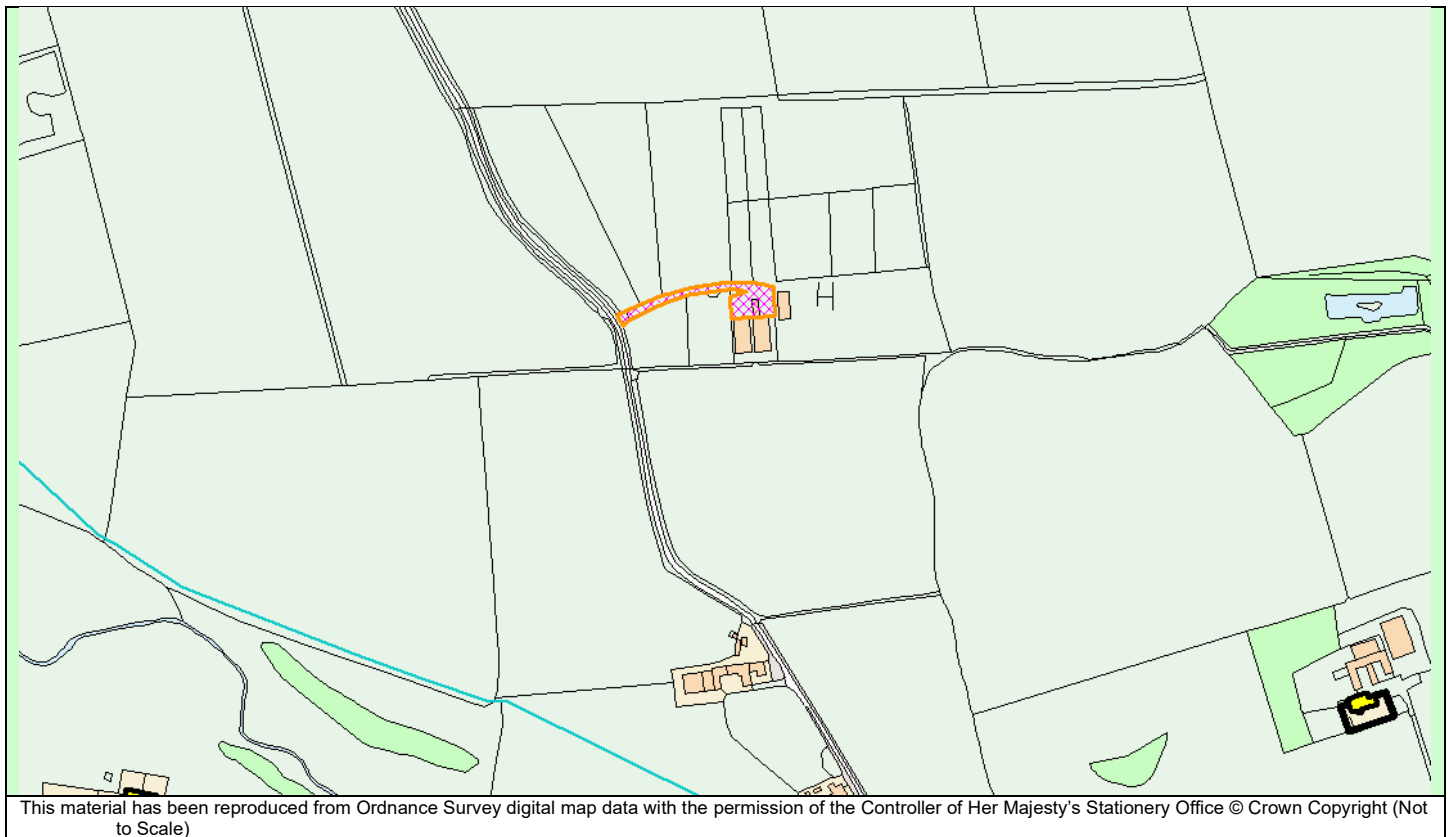 This material has been reproduced from Ordnance Survey digital map data with the permission of the Controller of Her Majesty’s Stationery Office © Crown Copyright (Not
to Scale)